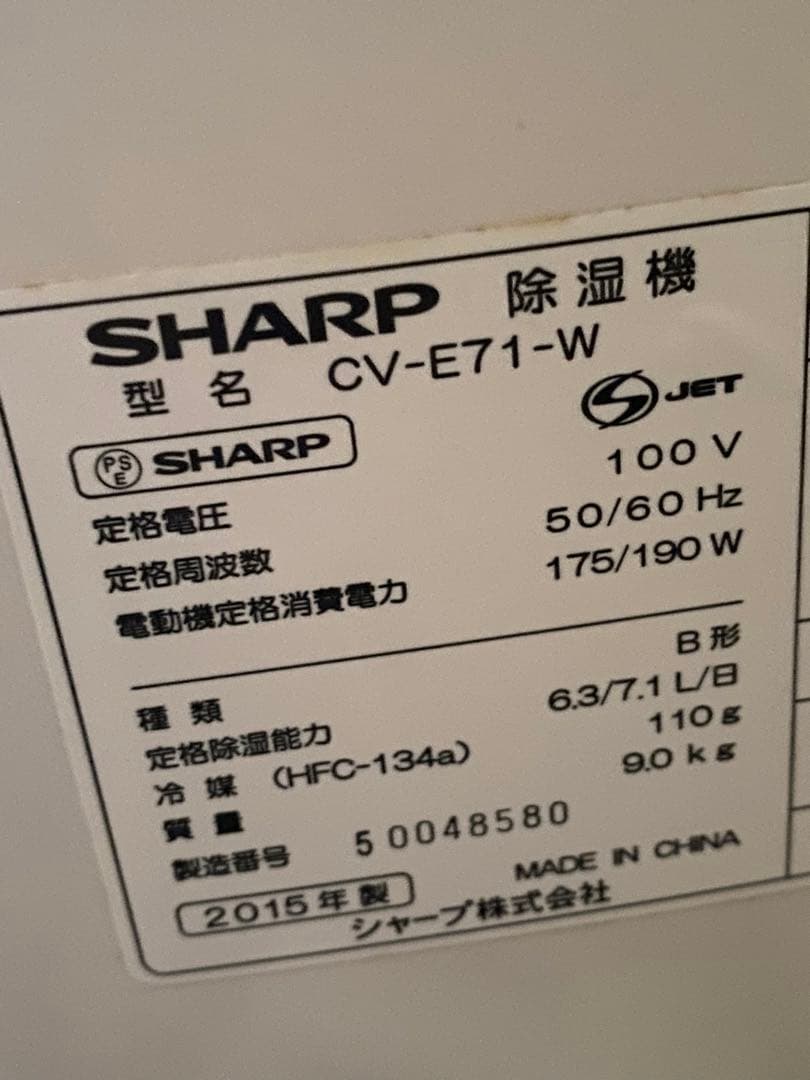 SHARP 除湿機
型名 CV-E71-W
PSE SHARP JET
定格電圧 100 V
定格周波数 50/60 Hz
電動機定格消費電力 175/190 W
種類 B形
定格除湿能力 6.3/7.1 L/日
冷媒 (HFC-134a) 110 g
質量 9.0 kg
製造番号 50048580
2015年製 MADE IN CHINA
シャープ株式会社